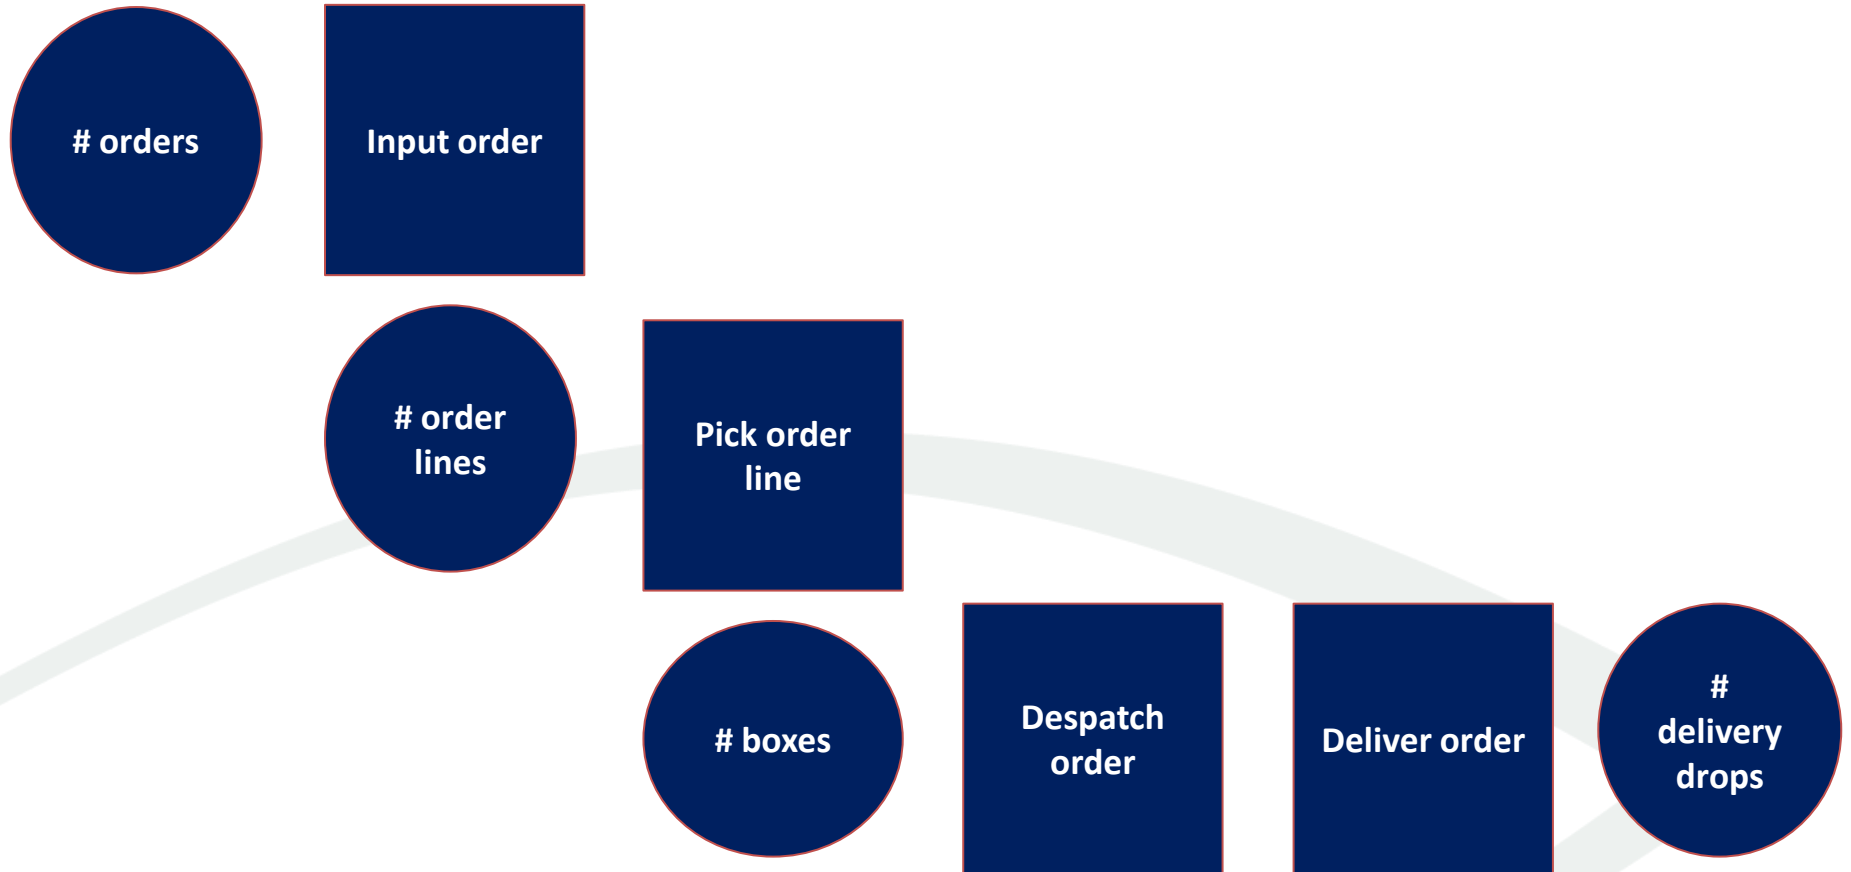 # orders
Input order
# order
lines
Pick order
line
# boxes
Despatch
order
Deliver order
#
delivery
drops